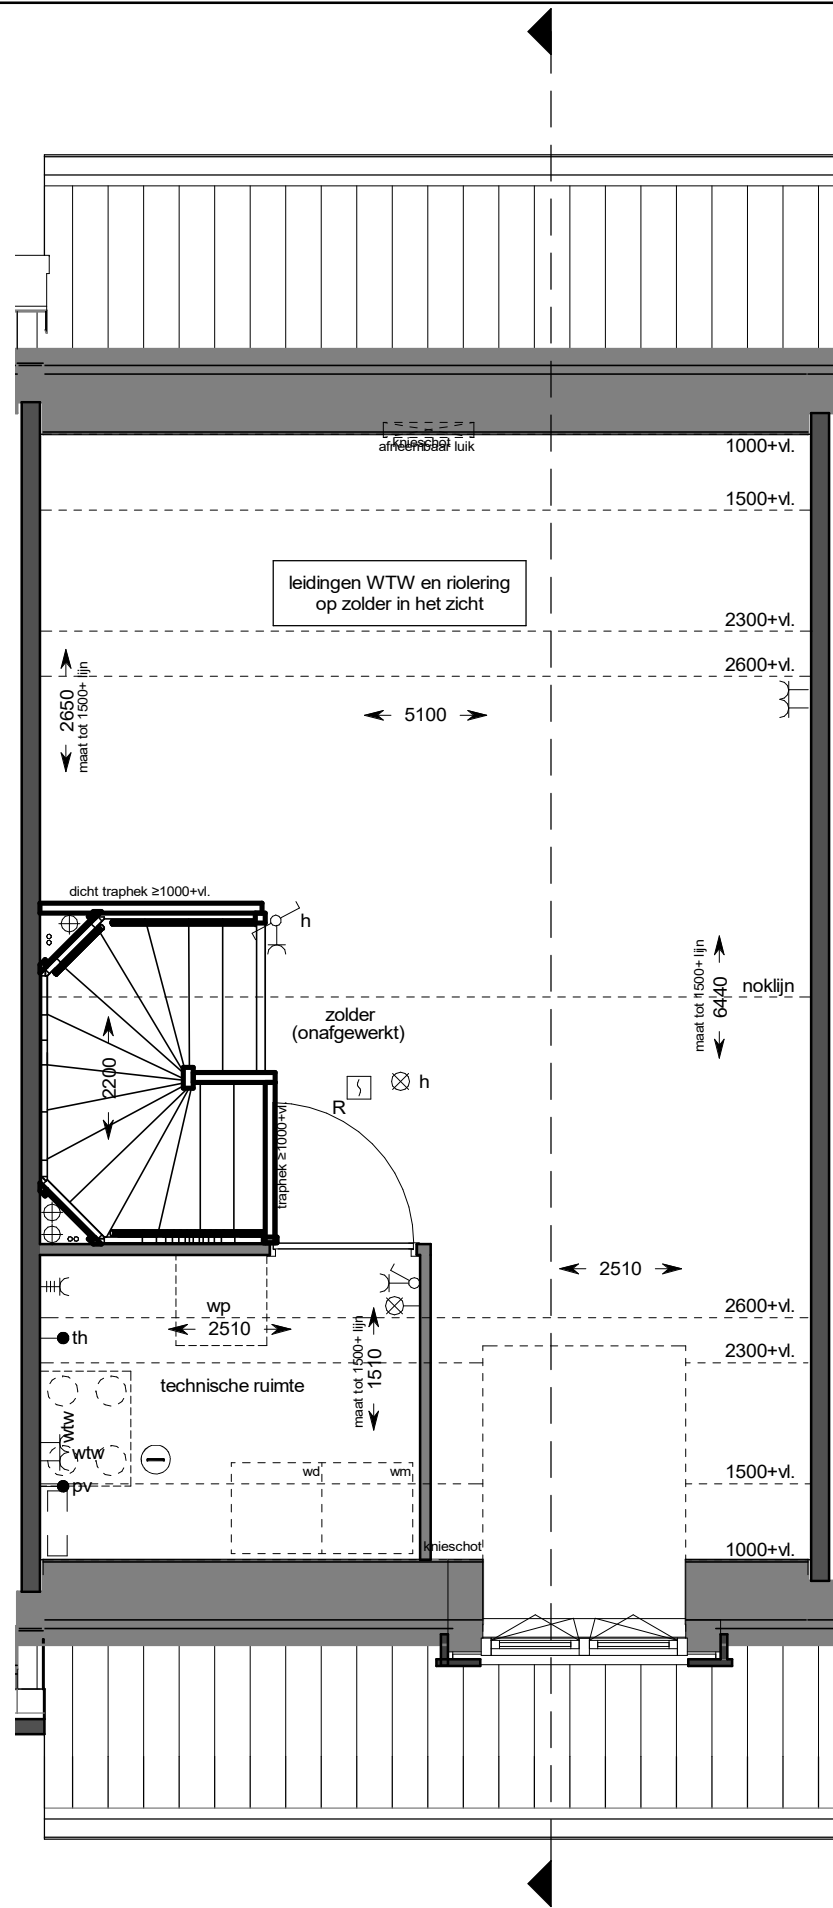 knieschot
afneembaar luik
1000+vl.
1500+vl.
leidingen WTW en riolering
op zolder in het zicht
2300+vl.
2600+vl.
2650
maat tot 1500+ lijn
5100
dicht traphek ≥1000+vl.
h
maat tot 1500+ lijn
6440
noklijn
zolder
(onafgewerkt)
2200
R
h
traphek ≥1000+vl.
2510
wp
2510
2600+vl.
th
maat tot 1500+ lijn
1510
2300+vl.
technische ruimte
wtw
wtw
pv
wd
wm
1500+vl.
knieschot
1000+vl.